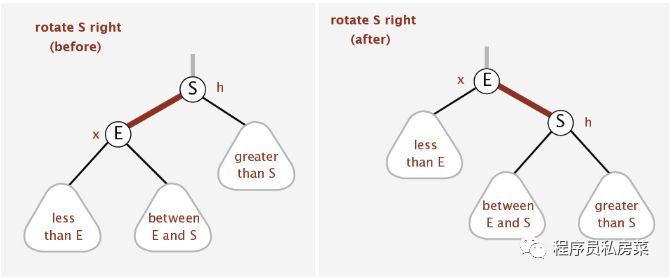 rotate S right
(before)
S
h
x
E
greater
than S
less
than E
between
E and S
rotate S right
(after)
x
E
S
h
less
than E
between
E and S
greater
than S
程序员私房菜